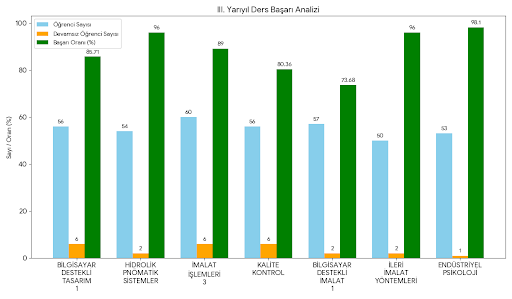 III. Yarıyıl Ders Başarı Analizi
Öğrenci Sayısı
Devamsız Öğrenci Sayısı
Başarı Oranı (%)
Sayı / Oran (%)
100
80
60
40
20
0
56
6
85.71
54
2
96
60
6
89
56
6
80.36
57
2
73.68
50
2
96
53
1
98.1
BİLGİSAYAR
DESTEKLİ
TASARIM
1
HİDROLİK
PNOMATİK
SİSTEMLER
İMALAT
İŞLEMLERİ
3
KALİTE
KONTROL
BİLGİSAYAR
DESTEKLİ
İMALAT
1
İLERİ
İMALAT
YÖNTEMLERİ
ENDÜSTRİYEL
PSİKOLOJİ